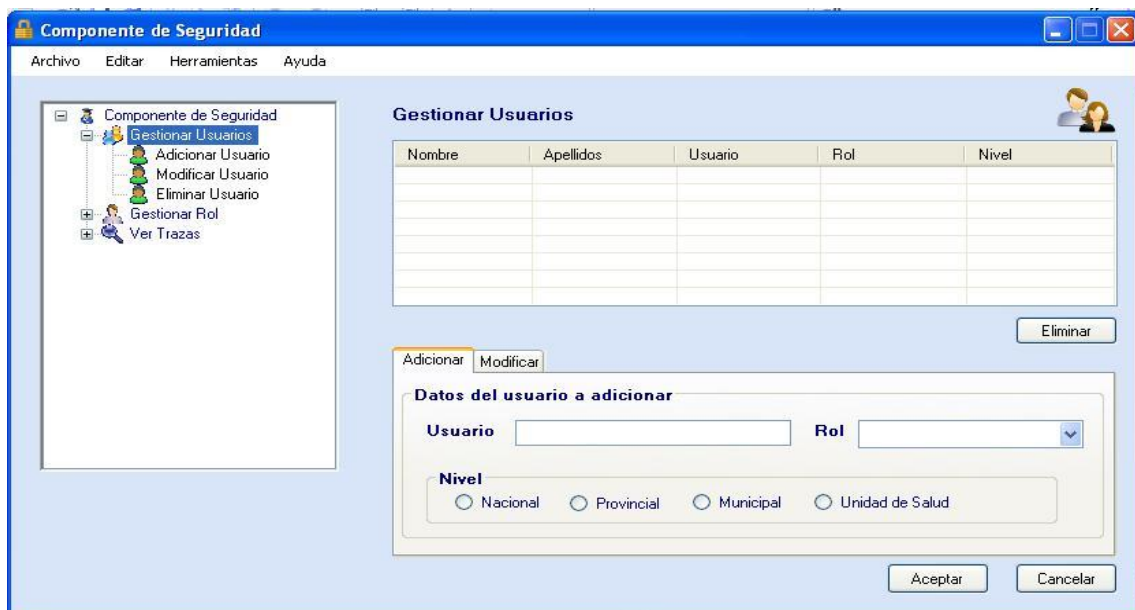 Componente de Seguridad
Archivo Editar Herramientas Ayuda
Componente de Seguridad
Gestionar Usuarios
Adicionar Usuario
Modificar Usuario
Eliminar Usuario
Gestionar Rol
Ver Trazas
Gestionar Usuarios
Nombre Apellidos Usuario Rol Nivel
Eliminar
Adicionar Modificar
Datos del usuario a adicionar
Usuario Rol
Nivel
Nacional Provincial Municipal Unidad de Salud
Aceptar Cancelar